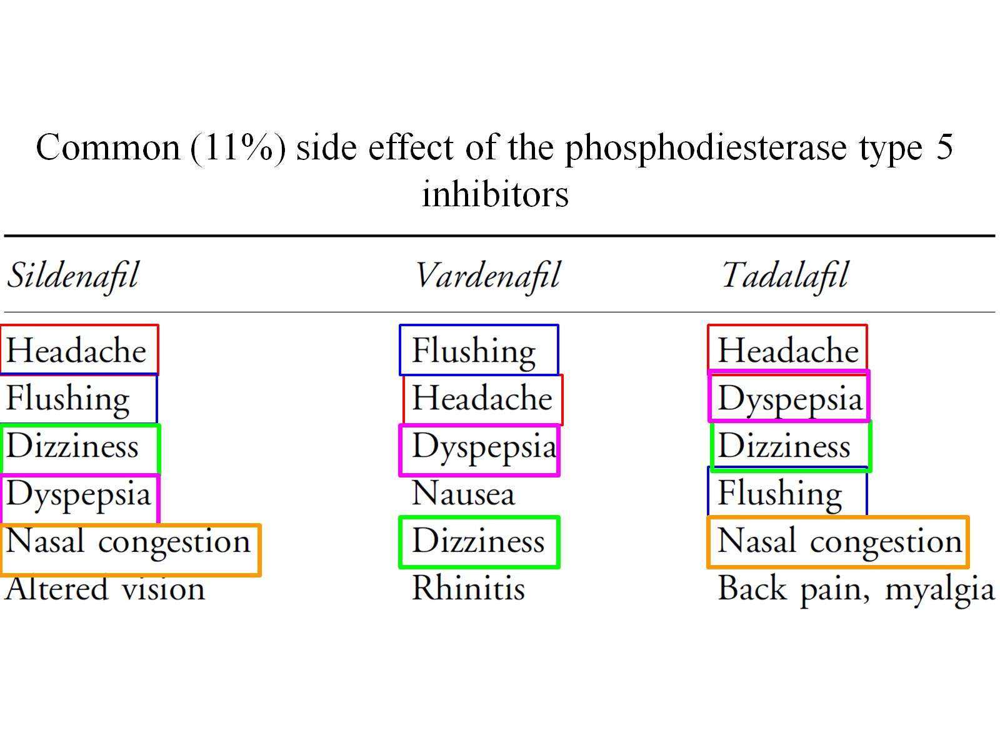 Common (11%) side effect of the phosphodiesterase type 5
inhibitors
Sildenafil Vardenafil Tadalafil
Headache Flushing Headache
Flushing Headache Dyspepsia
Dizziness Dyspepsia Dizziness
Dyspepsia Nausea Flushing
Nasal congestion Dizziness Nasal congestion
Altered vision Rhinitis Back pain, myalgia